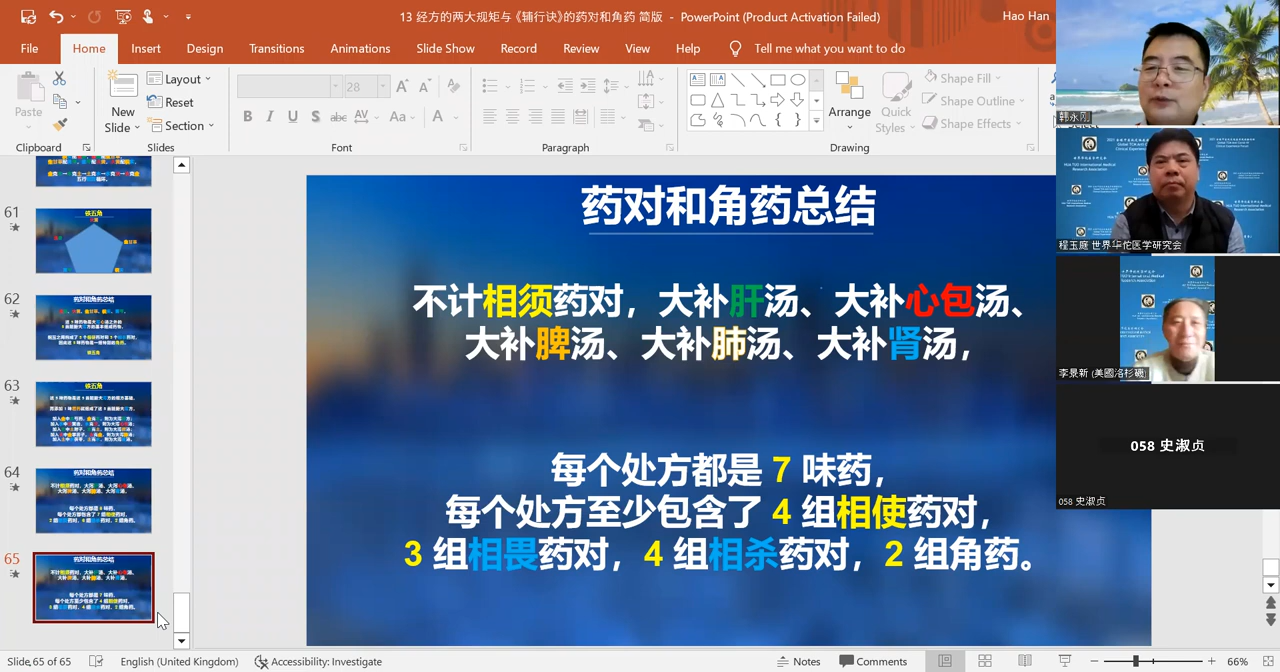 13 经方的两大规矩与《辅行诀》的药对和角药 简版 - PowerPoint (Product Activation Failed)
Hao Han
File Home Insert Design Transitions Animations Slide Show Record Review View Help Tell me what you want to do
Paste
Clipboard
New Slide
Layout
Reset
Section
Slides
28
Font
Paragraph
Arrange
Quick Styles
Shape Fill
Shape Outline
Shape Effects
Drawing
61
62
63
64
65
药对和角药总结
不计相须药对，大补肝汤、大补心包汤、
大补脾汤、大补肺汤、大补肾汤，
每个处方都是 7 味药，
每个处方至少包含了 4 组相使药对，
3 组相畏药对，4 组相杀药对，2 组角药。
韩永刚
程玉庭 世界华佗医学研究会
李景新 (美國洛杉磯)
058 史淑贞
058 史淑贞
Slide 65 of 65
English (United Kingdom)
Accessibility: Investigate
Notes
Comments
66%